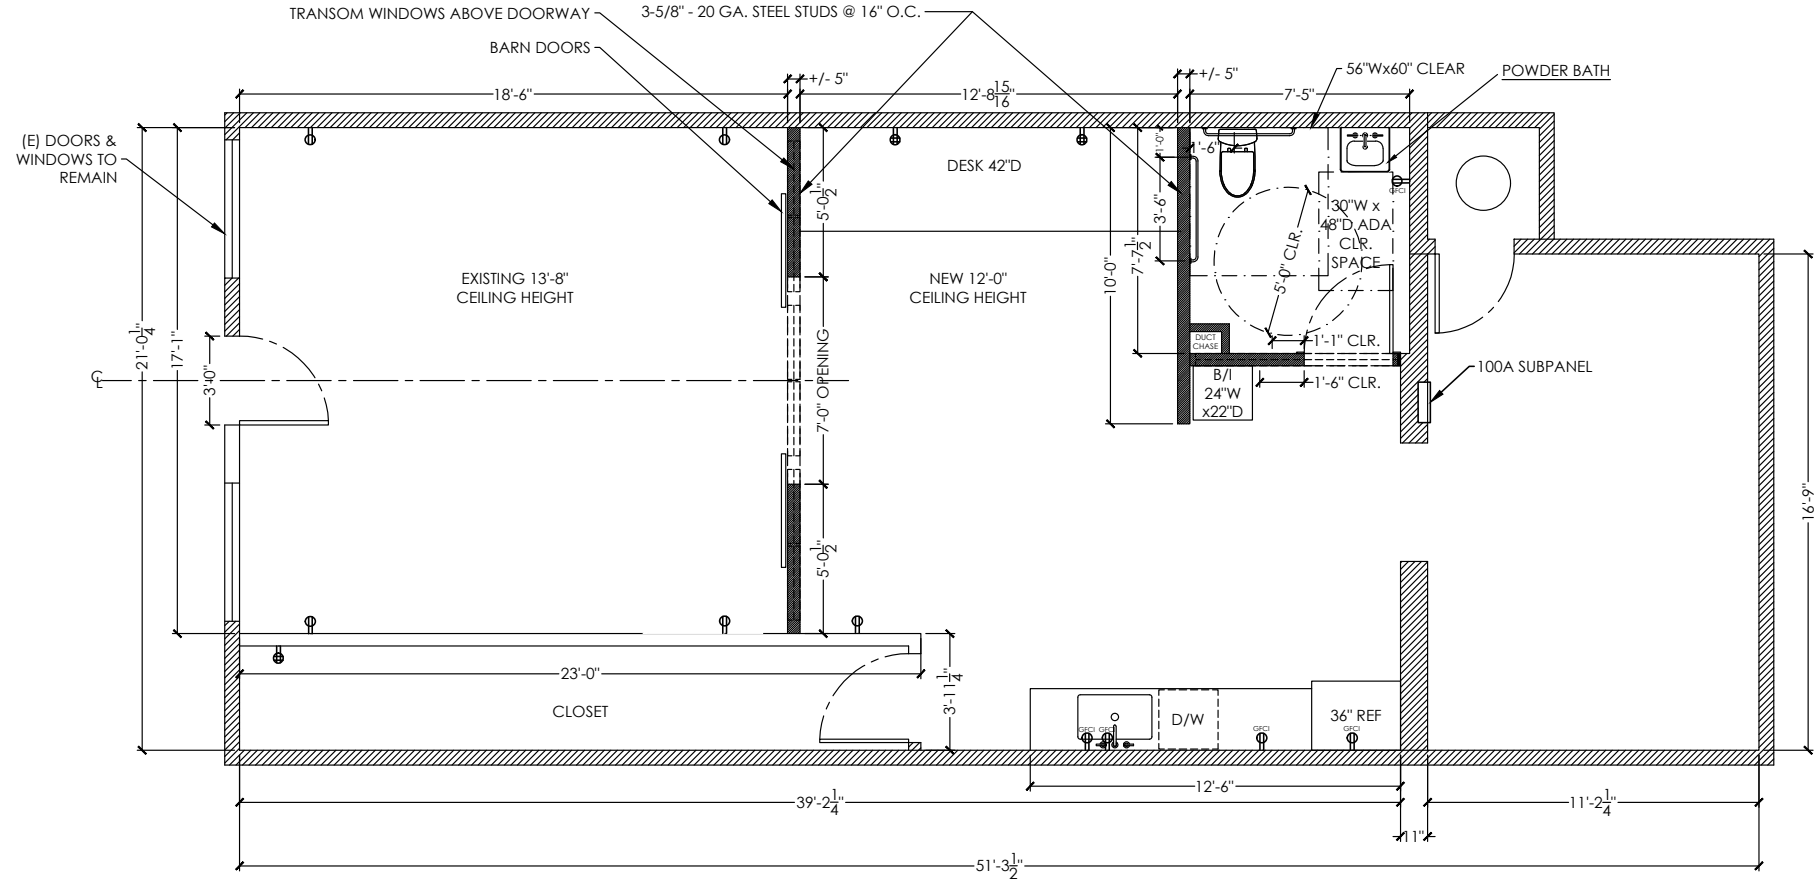 TRANSOM WINDOWS ABOVE DOORWAY
3-5/8" - 20 GA. STEEL STUDS @ 16" O.C.
BARN DOORS
+/- 5"
+/- 5"
56"Wx60" CLEAR
POWDER BATH
18'-6"
12'-8 15/16"
7'-5"
(E) DOORS &
WINDOWS TO
REMAIN
DESK 42"D
1'-0"
1'-6"
GFCI
5'-0 1/2"
3'-6"
30"W x
48"D ADA
CLR.
SPACE
5'-0" CLR.
7'-7 1/2"
10'-0"
EXISTING 13'-8"
CEILING HEIGHT
NEW 12'-0"
CEILING HEIGHT
21'-0 1/4"
17'-1"
3'-0"
7'-0" OPENING
DUCT
CHASE
1'-1" CLR.
100A SUBPANEL
B/I
24"W
x22"D
1'-6" CLR.
CL
16'-9"
5'-0 1/2"
23'-0"
3'-11 1/4"
CLOSET
D/W
36" REF
GFCI
GFCI
GFCI
GFCI
12'-6"
39'-2 1/4"
11'-2 1/4"
11"
51'-3 1/2"